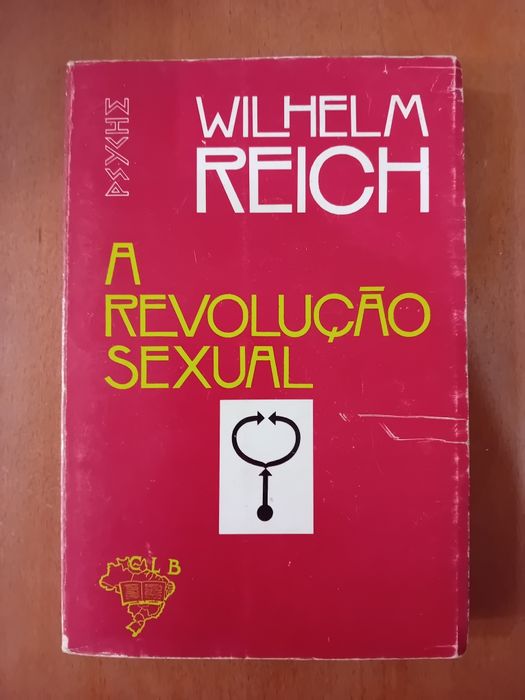 PSYCHE
WILHELM
REICH
A
REVOLUÇÃO
SEXUAL
CLB